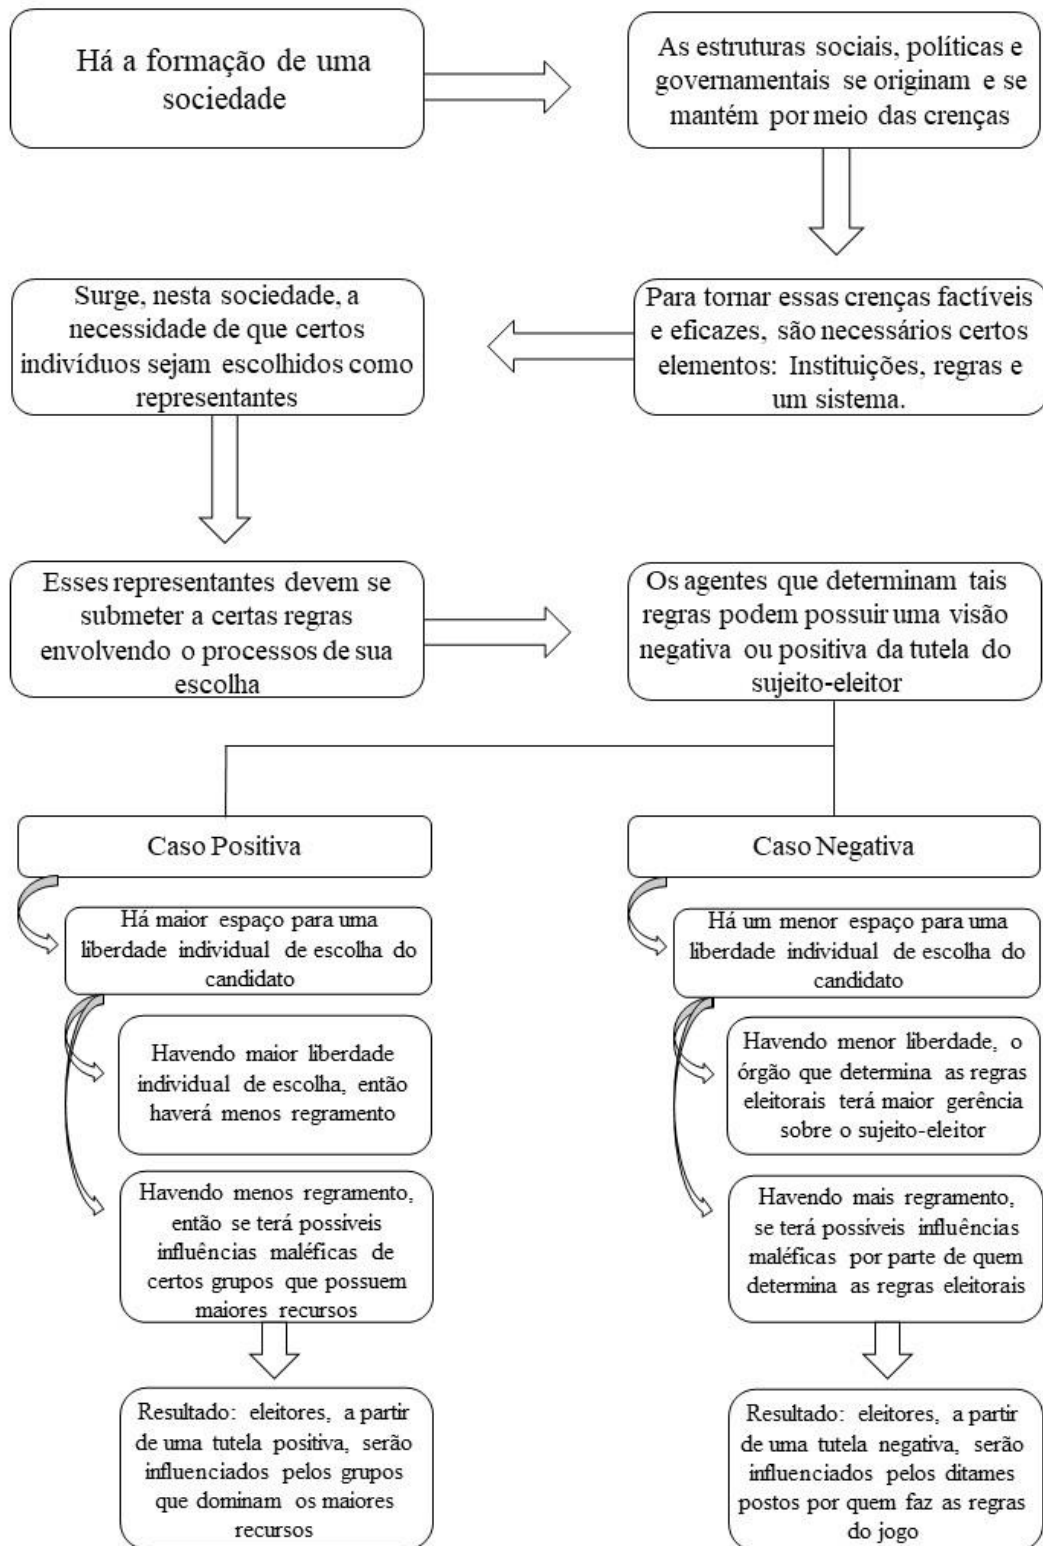 Há a formação de uma
sociedade
As estruturas sociais, políticas e
governamentais se originam e se
mantém por meio das crenças
Para tornar essas crenças factíveis
e eficazes, são necessários certos
elementos: Instituições, regras e
um sistema.
Surge, nesta sociedade, a
necessidade de que certos
indivíduos sejam escolhidos como
representantes
Esses representantes devem se
submeter a certas regras
envolvendo o processos de sua
escolha
Os agentes que determinam tais
regras podem possuir uma visão
negativa ou positiva da tutela do
sujeito-eleitor
Caso Positiva
Há maior espaço para uma
liberdade individual de escolha do
candidato
Havendo maior liberdade
individual de escolha, então
haverá menos regramento
Havendo menos regramento,
então se terá possíveis
influências maléficas de
certos grupos que possuem
maiores recursos
Resultado: eleitores, a partir
de uma tutela positiva, serão
influenciados pelos grupos
que dominam os maiores
recursos
Caso Negativa
Há um menor espaço para uma
liberdade individual de escolha do
candidato
Havendo menor liberdade, o
órgão que determina as regras
eleitorais terá maior gerência
sobre o sujeito-eleitor
Havendo mais regramento,
se terá possíveis influências
maléficas por parte de quem
determina as regras eleitorais
Resultado: eleitores, a partir
de uma tutela negativa, serão
influenciados pelos ditames
postos por quem faz as regras
do jogo